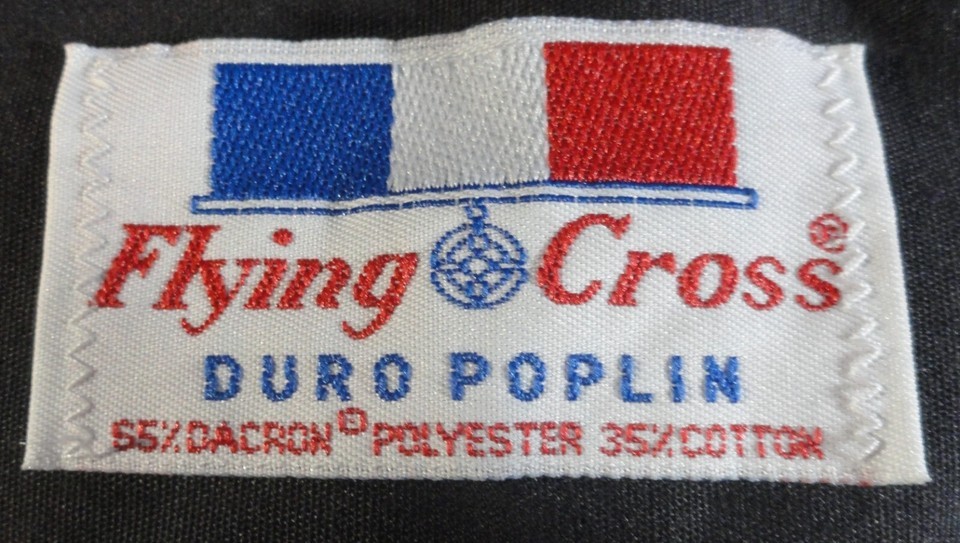 Flying Cross®
DURO POPLIN
65% DACRON® POLYESTER 35% COTTON